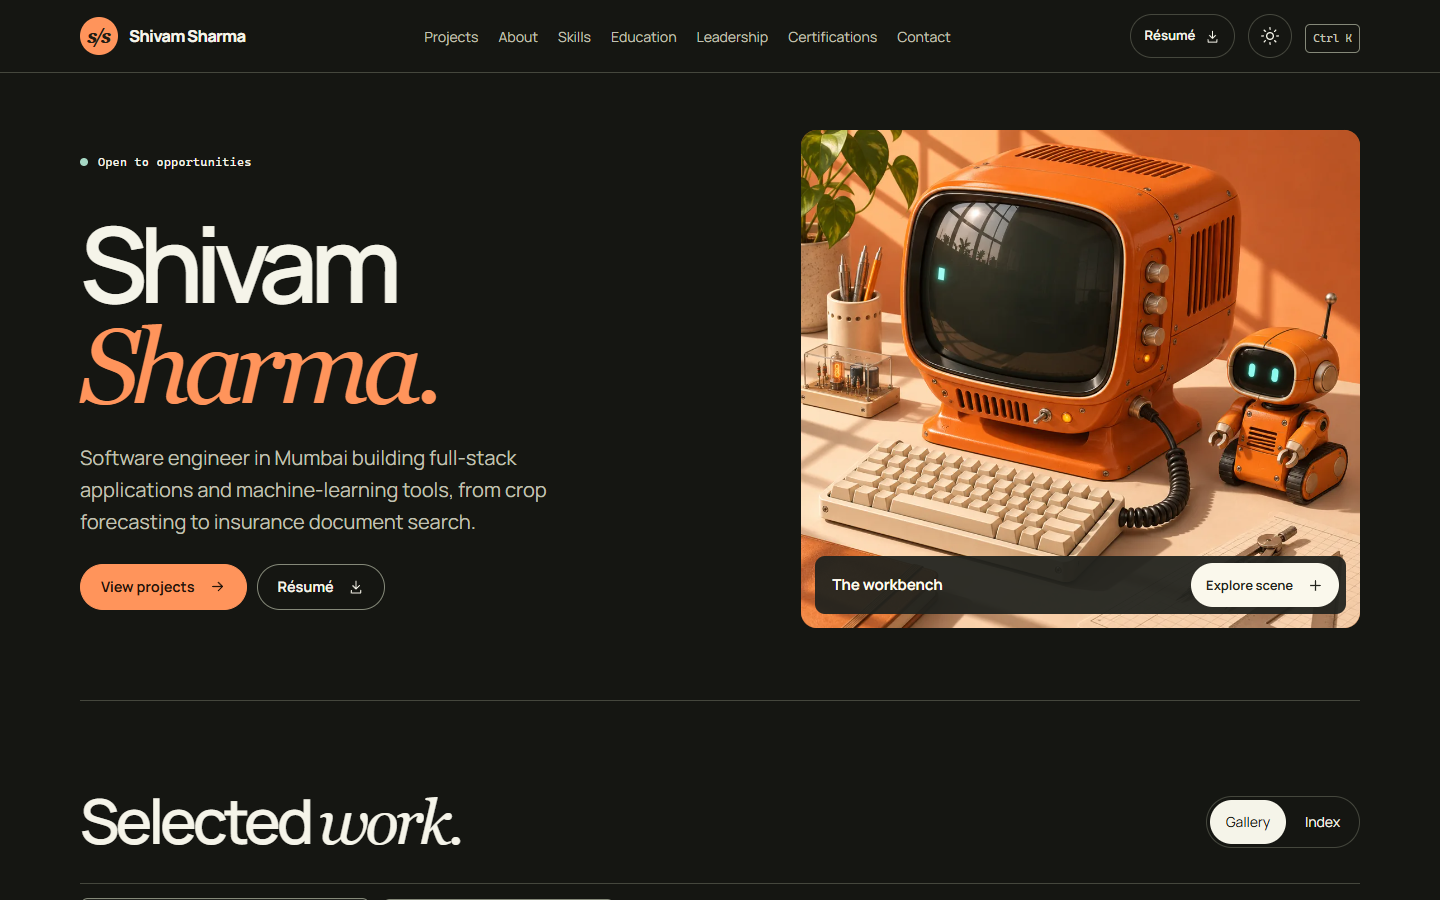 s/s Shivam Sharma
Projects About Skills Education Leadership Certifications Contact
Résumé
Ctrl K
Open to opportunities
Shivam
Sharma.
Software engineer in Mumbai building full-stack
applications and machine-learning tools, from crop
forecasting to insurance document search.
View projects
Résumé
The workbench
Explore scene
Selected work.
Gallery Index